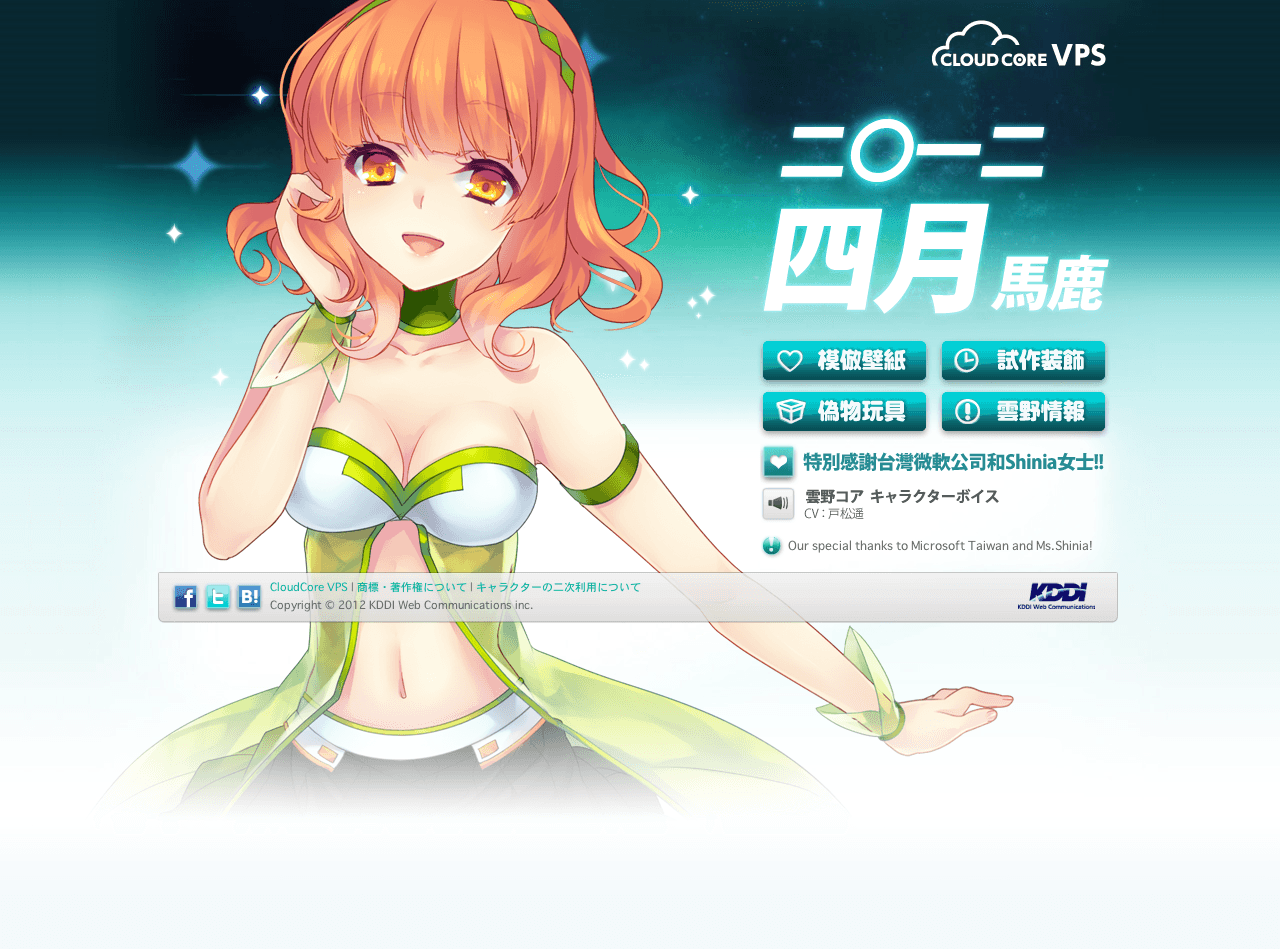 CLOUD CORE VPS
二〇一二
四月馬鹿
模倣壁紙
試作装飾
偽物玩具
雲野情報
特別感謝台灣微軟公司和Shinia女士!!
雲野コア キャラクターボイス
CV：戸松遥
Our special thanks to Microsoft Taiwan and Ms.Shinia!
CloudCore VPS | 商標・著作権について | キャラクターの二次利用について
Copyright © 2012 KDDI Web Communications inc.
B!
KDDI
KDDI Web Communications